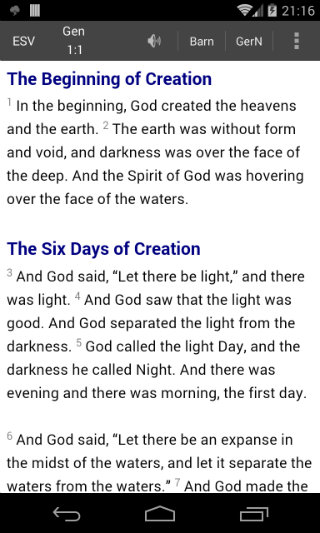 21:16
ESV
Gen
1:1
Barn
GerN
The Beginning of Creation
1 In the beginning, God created the heavens
and the earth. 2 The earth was without form
and void, and darkness was over the face of
the deep. And the Spirit of God was hovering
over the face of the waters.
The Six Days of Creation
3 And God said, “Let there be light,” and there
was light. 4 And God saw that the light was
good. And God separated the light from the
darkness. 5 God called the light Day, and the
darkness he called Night. And there was
evening and there was morning, the first day.
6 And God said, “Let there be an expanse in
the midst of the waters, and let it separate the
waters from the waters.” 7 And God made the